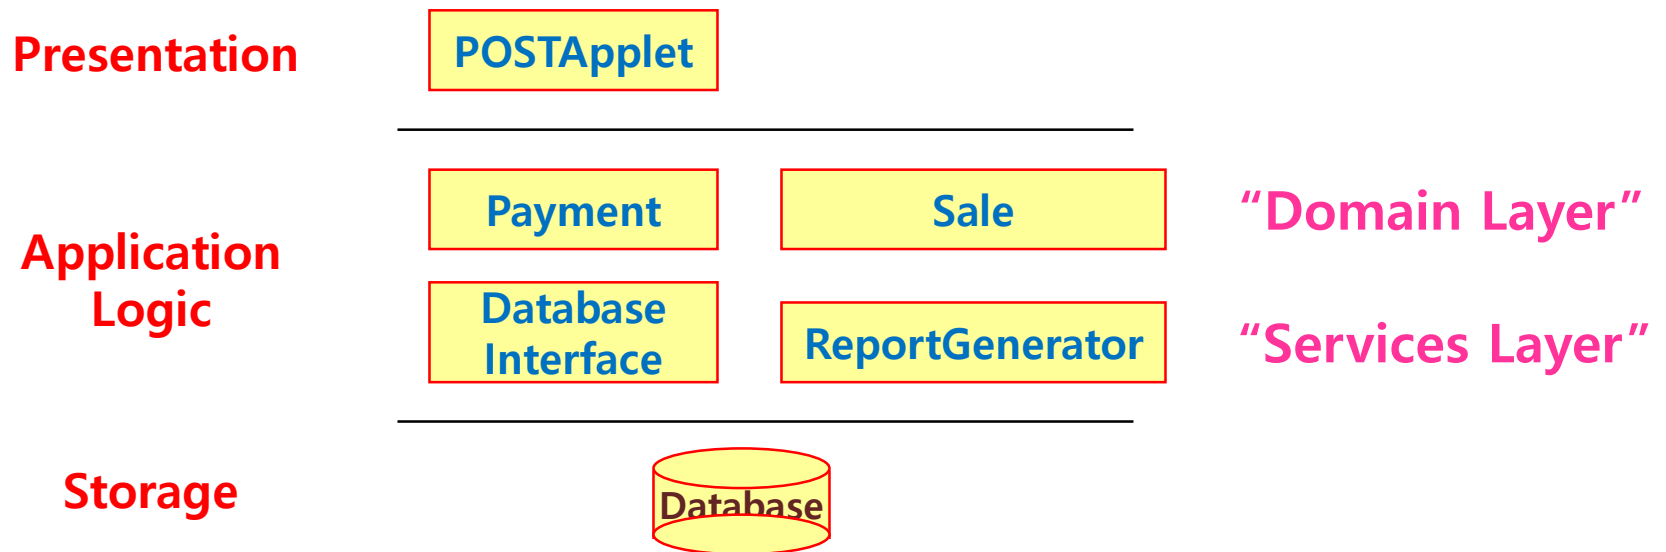 Presentation
POSTApplet
Application
Logic
Payment
Sale
“Domain Layer”
Database
Interface
ReportGenerator
“Services Layer”
Storage
Database